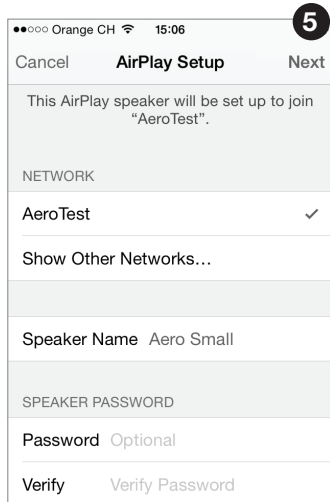 ●●○○○ Orange CH 15:06
5
Cancel AirPlay Setup Next
This AirPlay speaker will be set up to join
“AeroTest”.
NETWORK
AeroTest
Show Other Networks…
Speaker Name Aero Small
SPEAKER PASSWORD
Password Optional
Verify Verify Password